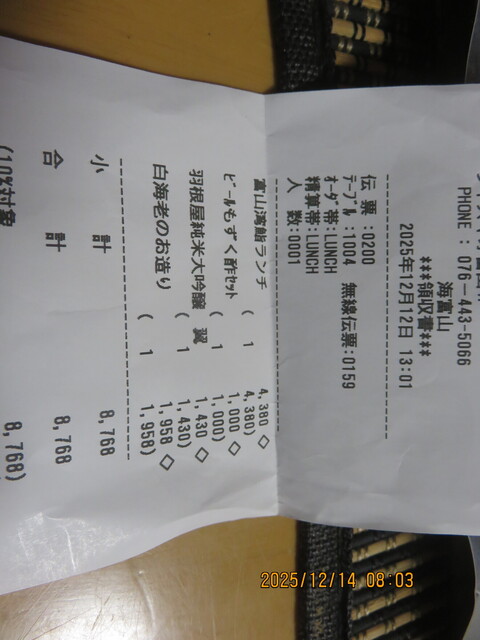 PHONE : 076-443-5066
海富山
***領収書***
2025年12月12日 13:01
伝票 :0200 無線伝票:0159
ﾃｰﾌﾞﾙ :1004
ｵｰﾀﾞ帯:LUNCH
精算帯:LUNCH
人 数:0001
富山湾鮨ランチ 4,380 ◇
( 1 4,380)
ﾋﾞｰﾙもずく酢ｾｯﾄ 1,000 ◇
( 1 1,000)
羽根屋純米大吟醸 翼 1,430 ◇
( 1 1,430)
白海老のお造り 1,958 ◇
( 1 1,958)
小 計 8,768
合 計 8,768
(10%対象 8,768)
2025/12/14 08:03